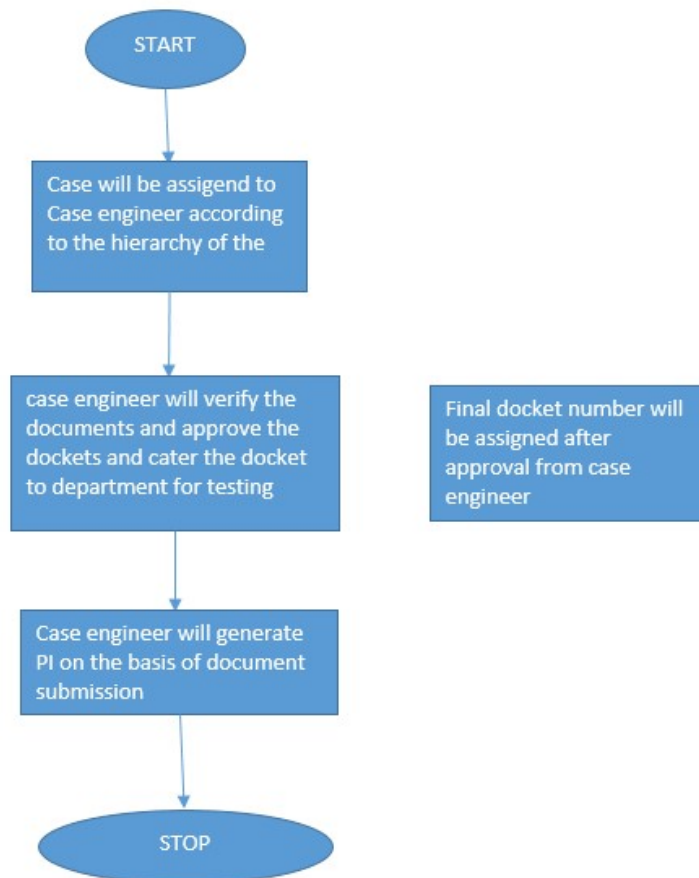 START
Case will be assigend to
Case engineer according
to the hierarchy of the
case engineer will verify the
documents and approve the
dockets and cater the docket
to department for testing
Final docket number will
be assigned after
approval from case
engineer
Case engineer will generate
PI on the basis of document
submission
STOP